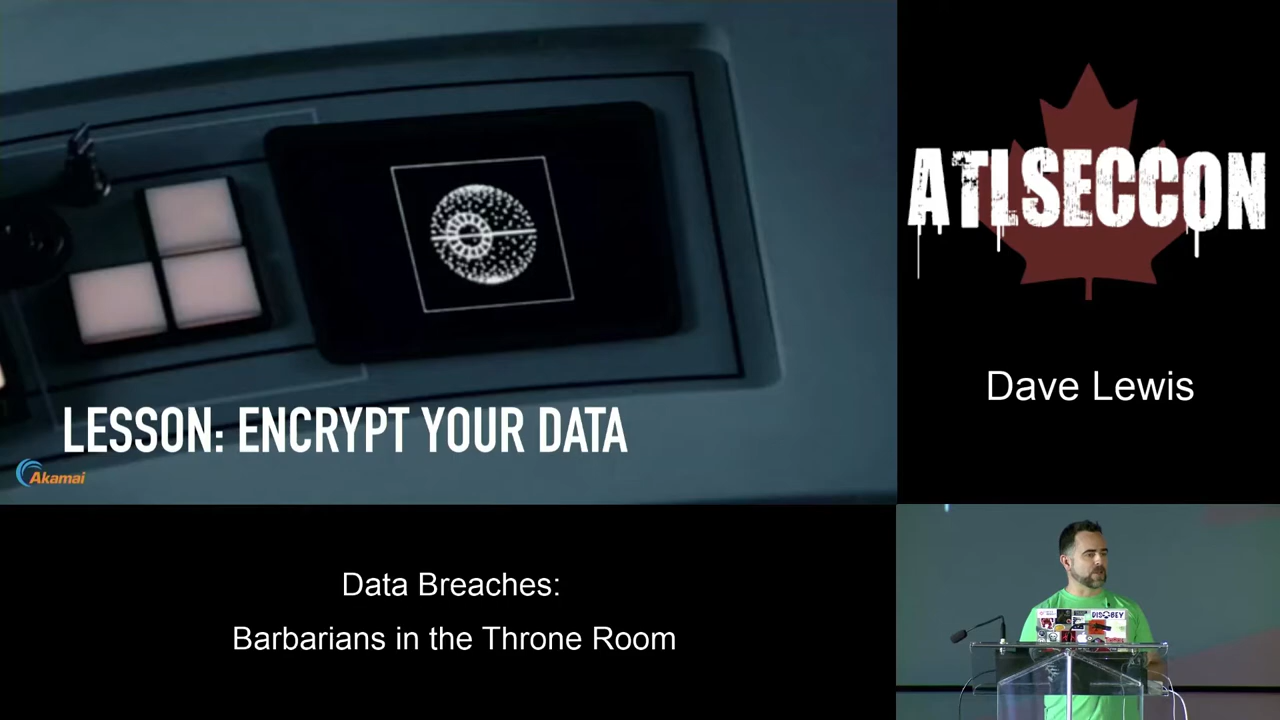 LESSON: ENCRYPT YOUR DATA
Akamai
ATLSECCON
Dave Lewis
Data Breaches:
Barbarians in the Throne Room
DISOBEY